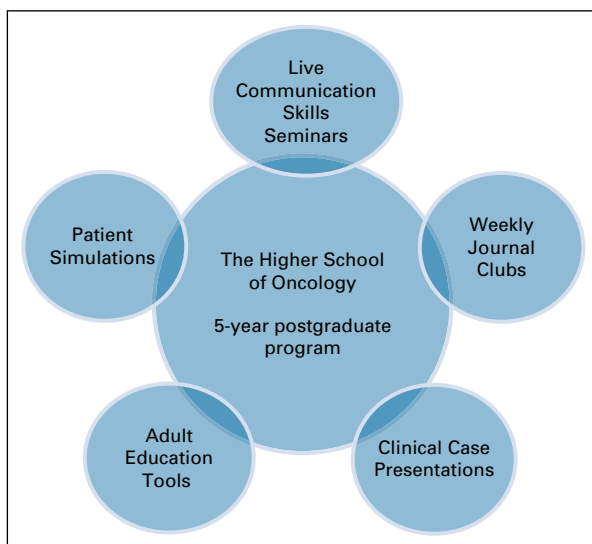 Live
Communication
Skills
Seminars
Patient
Simulations
Weekly
Journal
Clubs
The Higher School
of Oncology
5-year postgraduate
program
Adult
Education
Tools
Clinical Case
Presentations